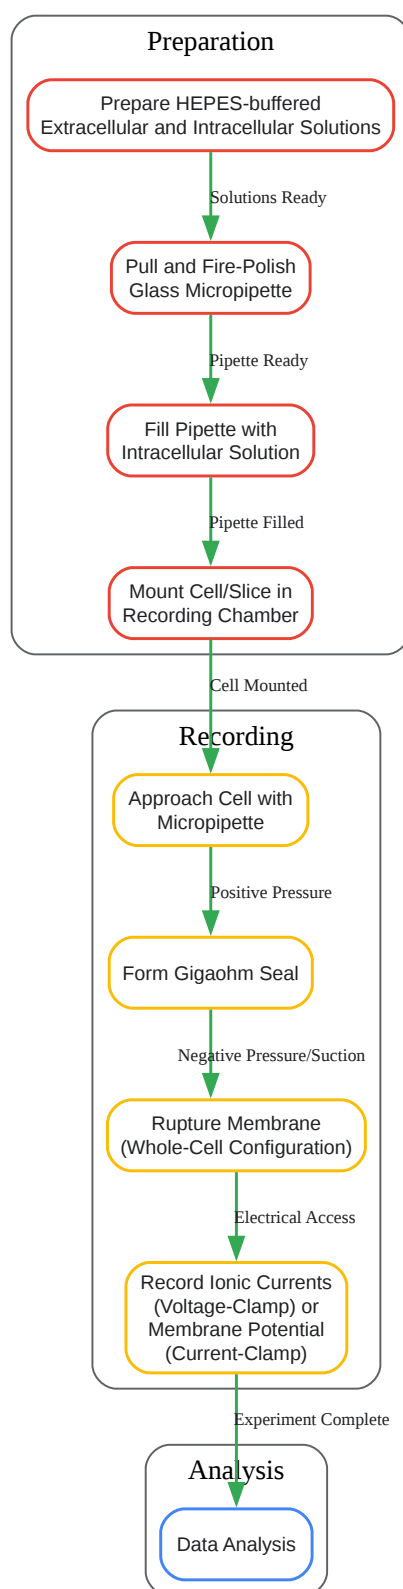 Preparation
Prepare HEPES-buffered
Extracellular and Intracellular Solutions
Solutions Ready
Pull and Fire-Polish
Glass Micropipette
Pipette Ready
Fill Pipette with
Intracellular Solution
Pipette Filled
Mount Cell/Slice in
Recording Chamber
Cell Mounted
Recording
Approach Cell with
Micropipette
Positive Pressure
Form Gigaohm Seal
Negative Pressure/Suction
Rupture Membrane
(Whole-Cell Configuration)
Electrical Access
Record Ionic Currents
(Voltage-Clamp) or
Membrane Potential
(Current-Clamp)
Experiment Complete
Analysis
Data Analysis